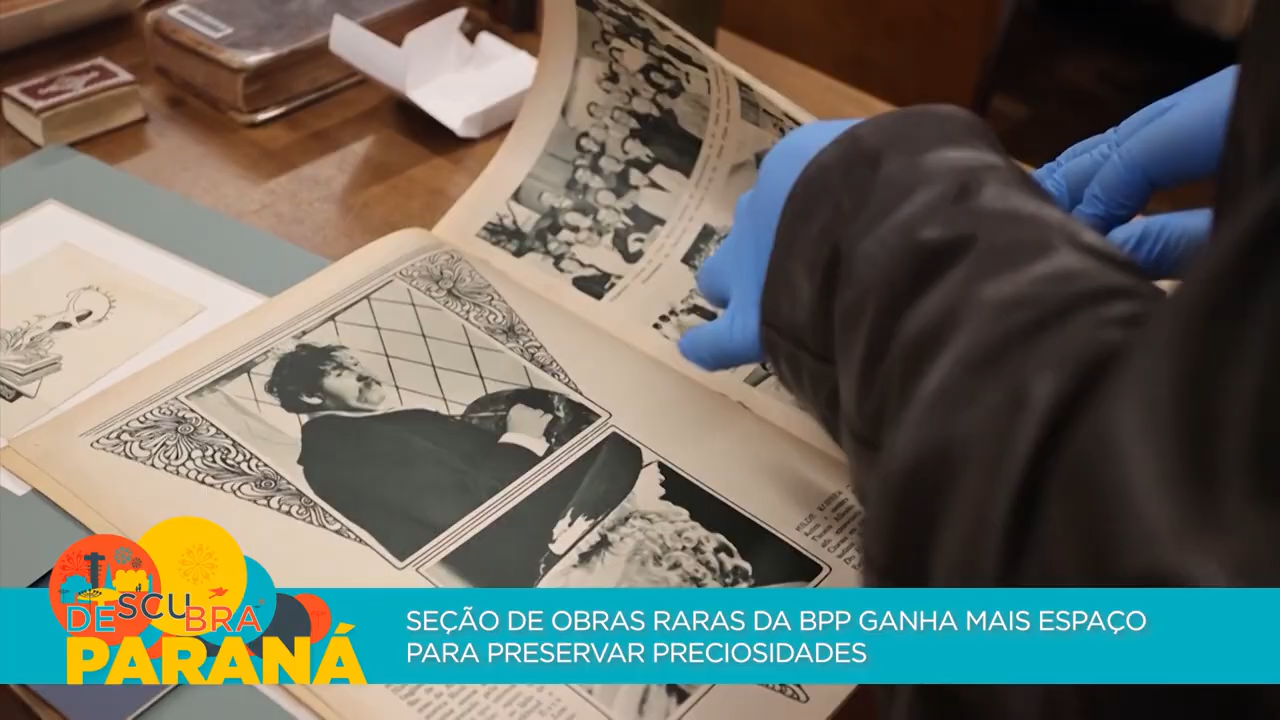 DESCUBRA
PARANÁ
SEÇÃO DE OBRAS RARAS DA BPP GANHA MAIS ESPAÇO
PARA PRESERVAR PRECIOSIDADES